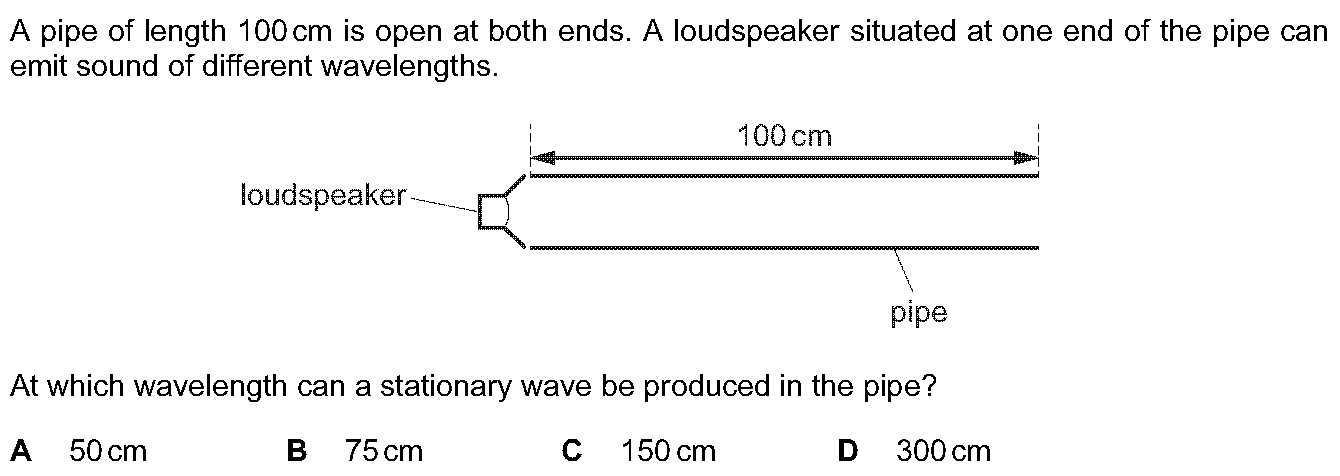 A pipe of length 100 cm is open at both ends. A loudspeaker situated at one end of the pipe can
emit sound of different wavelengths.
100 cm
loudspeaker
pipe
At which wavelength can a stationary wave be produced in the pipe?
A 50 cm B 75 cm C 150 cm D 300 cm